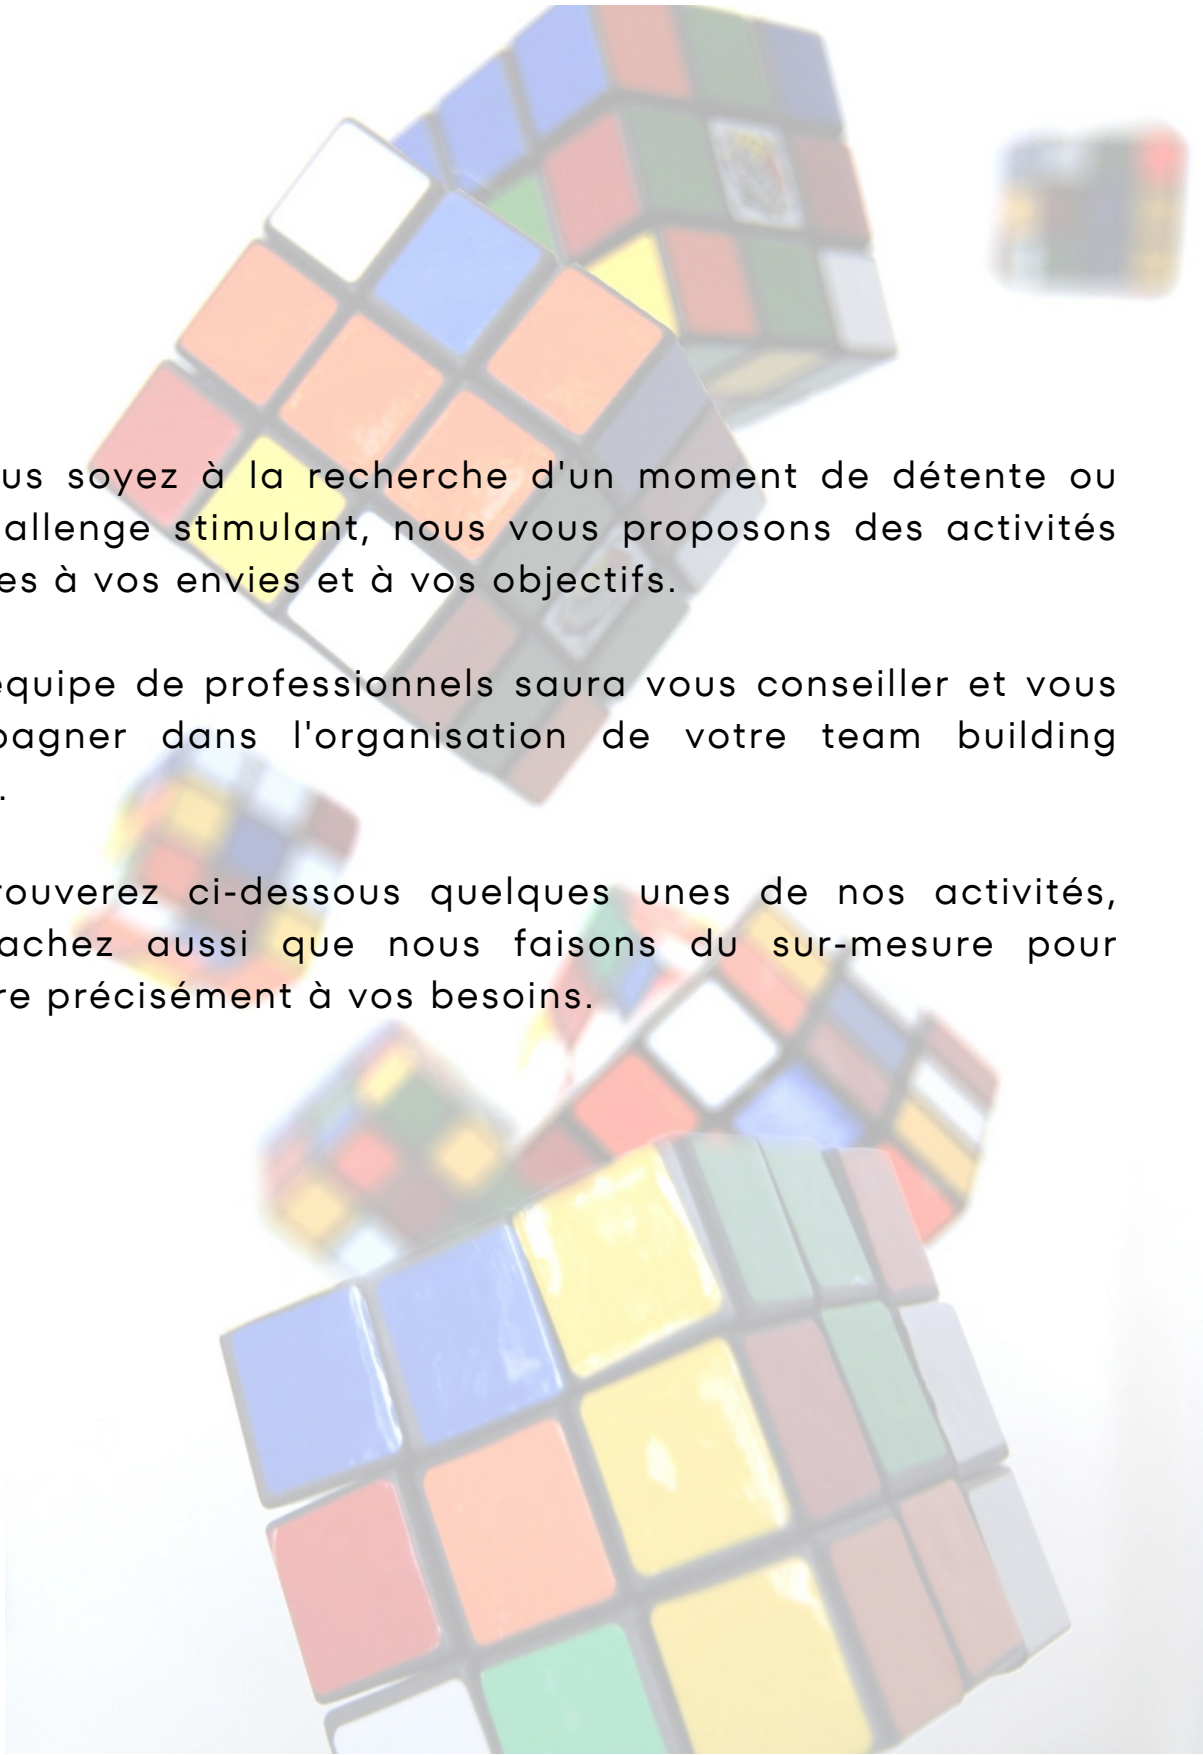 us soyez à la recherche d'un moment de détente ou
allenge stimulant, nous vous proposons des activités
es à vos envies et à vos objectifs.
équipe de professionnels saura vous conseiller et vous
pagner dans l'organisation de votre team building
.
rouverez ci-dessous quelques unes de nos activités,
achez aussi que nous faisons du sur-mesure pour
re précisément à vos besoins.